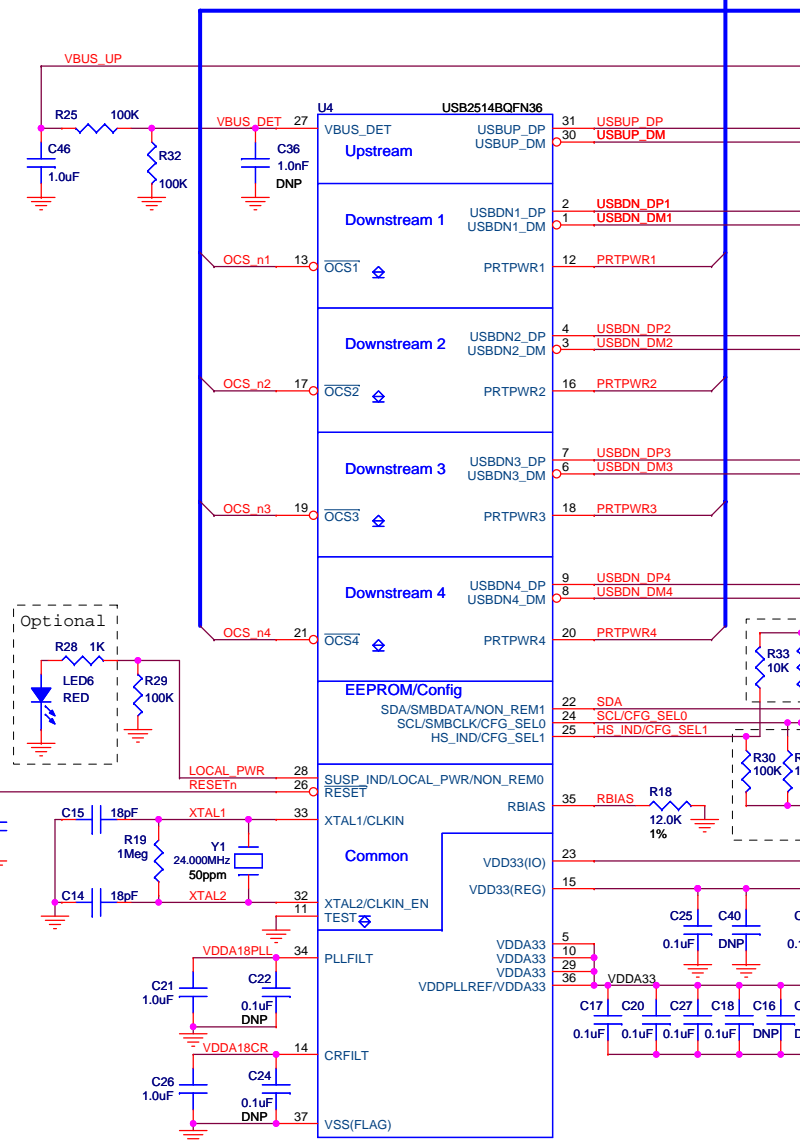 VBUS_UP
U4
USB2514BQFN36
R25 100K
VBUS_DET 27 VBUS_DET
USBUP_DP 31 USBUP_DP
USBUP_DM 30 USBUP_DM
Upstream
C46
1.0uF
R32
100K
C36
1.0nF
DNP
Downstream 1
USBDN1_DP 2 USBDN_DP1
USBDN1_DM 1 USBDN_DM1
OCS_n1 13 OCS1
PRTPWR1 12 PRTPWR1
Downstream 2
USBDN2_DP 4 USBDN_DP2
USBDN2_DM 3 USBDN_DM2
OCS_n2 17 OCS2
PRTPWR2 16 PRTPWR2
Downstream 3
USBDN3_DP 7 USBDN_DP3
USBDN3_DM 6 USBDN_DM3
OCS_n3 19 OCS3
PRTPWR3 18 PRTPWR3
Downstream 4
USBDN4_DP 9 USBDN_DP4
USBDN4_DM 8 USBDN_DM4
OCS_n4 21 OCS4
PRTPWR4 20 PRTPWR4
Optional
R28 1K
LED6
RED
R29
100K
R33
10K
EEPROM/Config
SDA/SMBDATA/NON_REM1 22 SDA
SCL/SMBCLK/CFG_SEL0 24 SCL/CFG_SEL0
HS_IND/CFG_SEL1 25 HS_IND/CFG_SEL1
R30
100K
LOCAL_PWR 28 SUSP_IND/LOCAL_PWR/NON_REM0
RESETn 26 RESET
RBIAS 35 RBIAS
R18
12.0K
1%
C15 18pF
XTAL1 33 XTAL1/CLKIN
R19
1Meg
Y1
24.000MHz
50ppm
Common
C14 18pF
XTAL2 32 XTAL2/CLKIN_EN
11 TEST
VDD33(IO) 23
VDD33(REG) 15
C25
0.1uF
C40
DNP
VDDA33 5
VDDA33 10
VDDA33 29
VDDPLLREF/VDDA33 36
VDDA33
VDDA18PLL 34 PLLFILT
C21
1.0uF
C22
0.1uF
DNP
C17
0.1uF
C20
0.1uF
C27
0.1uF
C18
0.1uF
C16
DNP
VDDA18CR 14 CRFILT
C26
1.0uF
C24
0.1uF
DNP
37 VSS(FLAG)